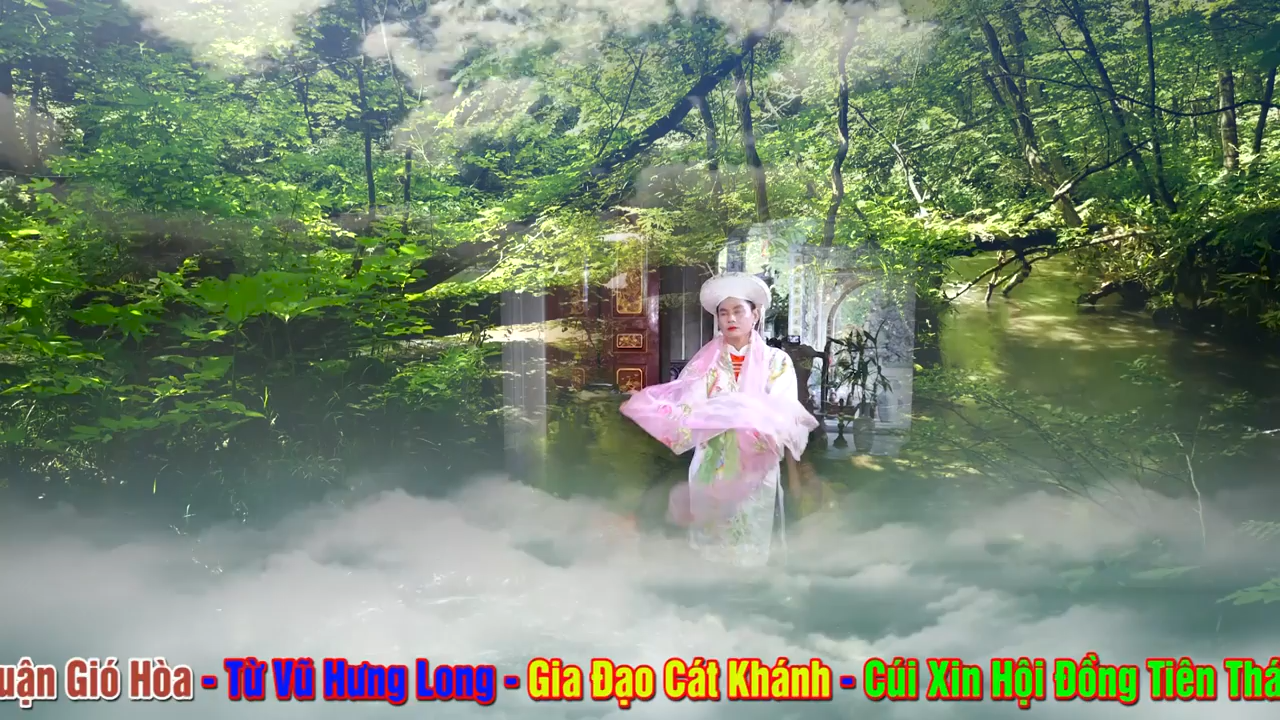 uận Gió Hòa - Từ Vũ Hưng Long - Gia Đạo Cát Khánh - Cúi Xin Hội Đồng Tiên Thá